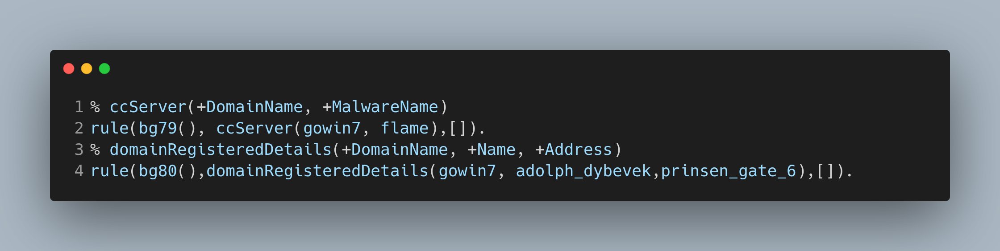 1 % ccServer(+DomainName, +MalwareName)
2 rule(bg79(), ccServer(gowin7, flame),[]).
3 % domainRegisteredDetails(+DomainName, +Name, +Address)
4 rule(bg80(),domainRegisteredDetails(gowin7, adolph_dybevek,prinsen_gate_6),[]).